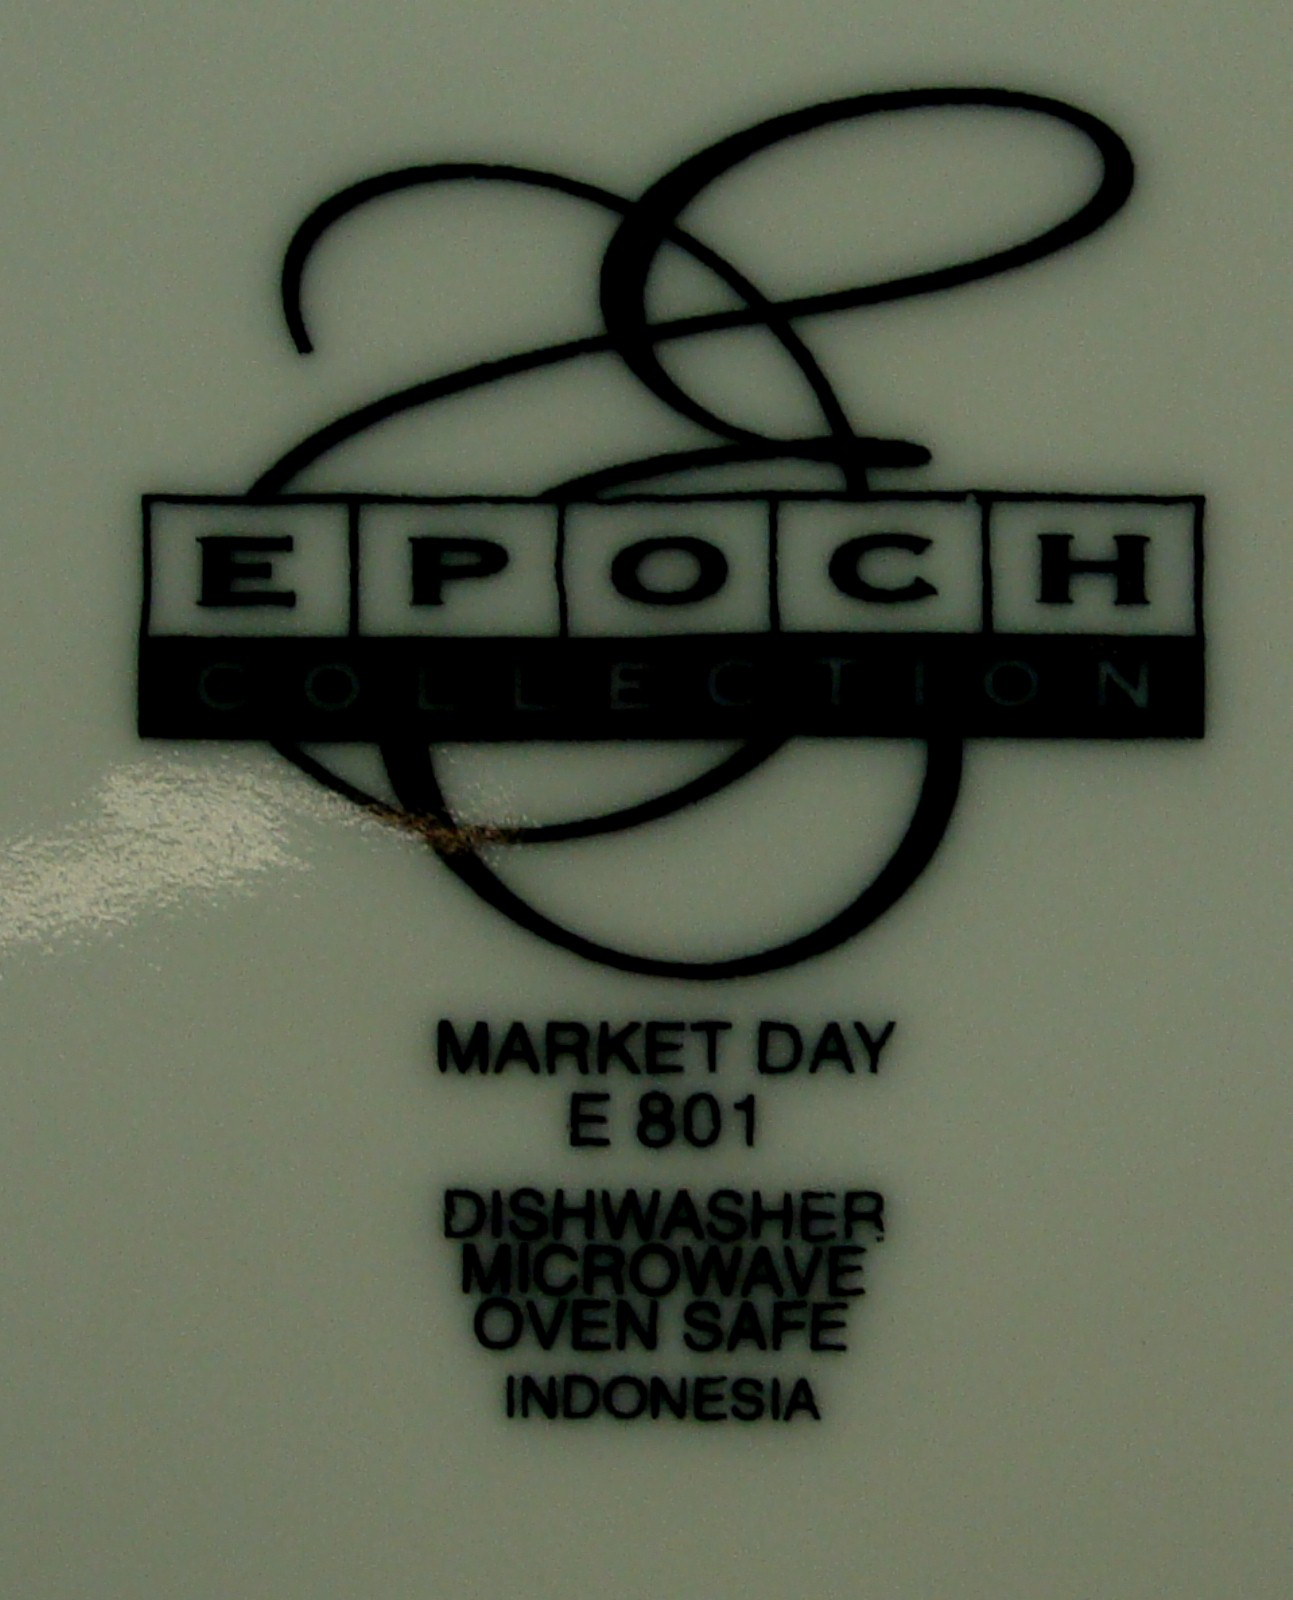 EPOCH
COLLECTION
MARKET DAY
E 801
DISHWASHER
MICROWAVE
OVEN SAFE
INDONESIA